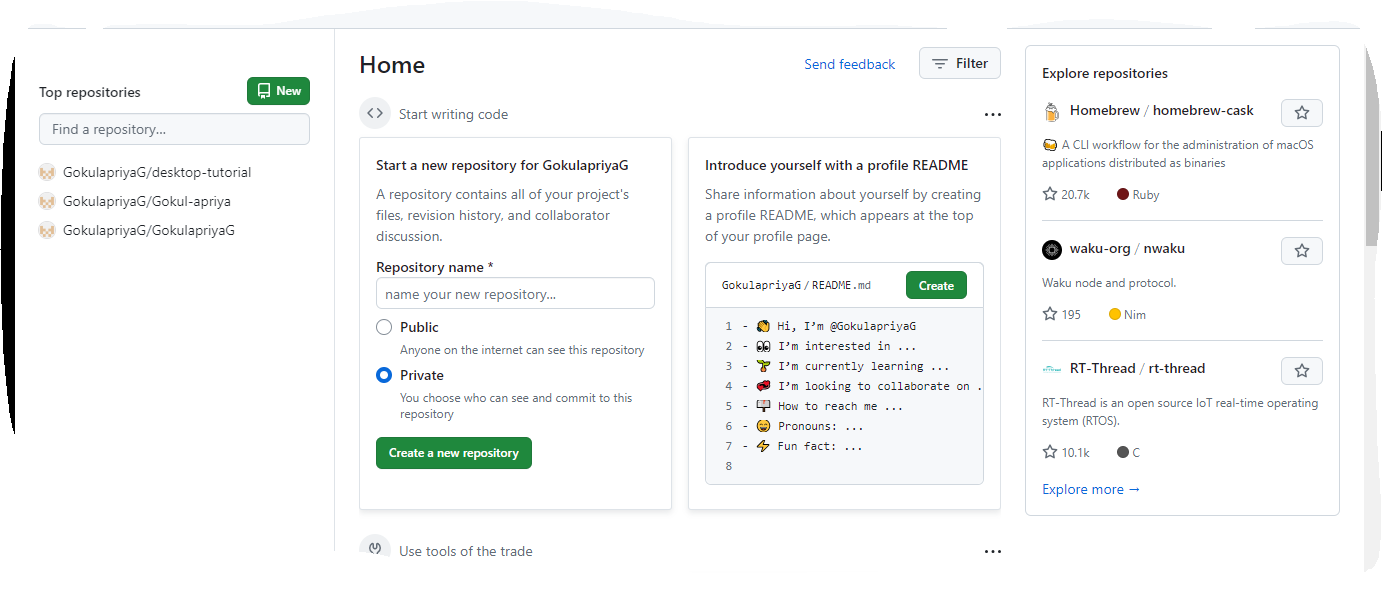 Top repositories
New
Find a repository...
GokulapriyaG/desktop-tutorial
GokulapriyaG/Gokul-apriya
GokulapriyaG/GokulapriyaG
Home
Send feedback
Filter
Start writing code
Start a new repository for GokulapriyaG
A repository contains all of your project's
files, revision history, and collaborator
discussion.
Repository name *
name your new repository...
Public
Anyone on the internet can see this repository
Private
You choose who can see and commit to this
repository
Create a new repository
Introduce yourself with a profile README
Share information about yourself by creating
a profile README, which appears at the top
of your profile page.
GokulapriyaG / README.md
Create
1 - 👋 Hi, I’m @GokulapriyaG
2 - 👀 I’m interested in ...
3 - 🌱 I’m currently learning ...
4 - 💞️ I’m looking to collaborate on .
5 - 📫 How to reach me ...
6 - 😄 Pronouns: ...
7 - ⚡ Fun fact: ...
8
Use tools of the trade
Explore repositories
Homebrew / homebrew-cask
🍻 A CLI workflow for the administration of macOS
applications distributed as binaries
20.7k Ruby
waku-org / nwaku
Waku node and protocol.
195 Nim
RT-Thread / rt-thread
RT-Thread is an open source IoT real-time operating
system (RTOS).
10.1k C
Explore more →